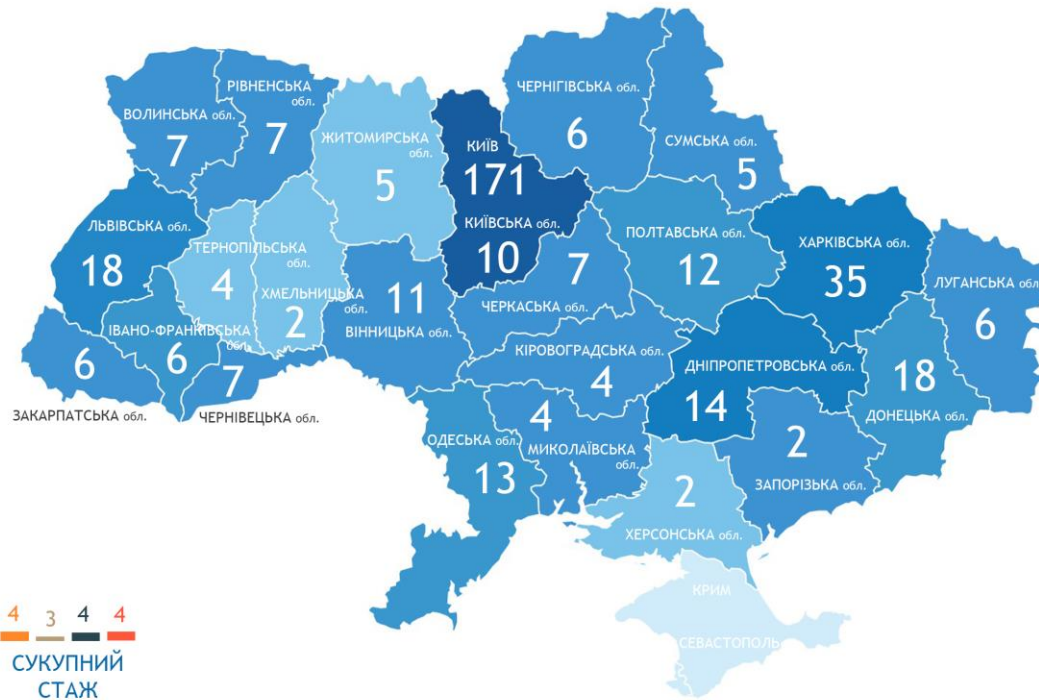 ВОЛИНСЬКА обл.
7
РІВНЕНСЬКА
обл.
7
ЖИТОМИРСЬКА
обл.
5
КИЇВ
171
КИЇВСЬКА обл.
10
ЧЕРНІГІВСЬКА обл.
6
СУМСЬКА обл.
5
ЛЬВІВСЬКА обл.
18
ТЕРНОПІЛЬСЬКА
обл.
4
ХМЕЛЬНИЦЬКА
обл.
2
11
ВІННИЦЬКА обл.
7
ЧЕРКАСЬКА обл.
ПОЛТАВСЬКА обл.
12
ХАРКІВСЬКА обл.
35
ЛУГАНСЬКА обл
6
ІВАНО-ФРАНКІВСЬКА
обл.
6
6
ЗАКАРПАТСЬКА обл.
7
ЧЕРНІВЕЦЬКА обл.
КІРОВОГРАДСЬКА обл.
4
ДНІПРОПЕТРОВСЬКА обл.
14
18
ДОНЕЦЬКА обл.
ОДЕСЬКА обл.
13
4
МИКОЛАЇВСЬКА
обл.
2
ЗАПОРІЗЬКА обл.
2
ХЕРСОНСЬКА обл.
КРИМ
СЕВАСТОПОЛЬ
4 3 4 4
СУКУПНИЙ
СТАЖ